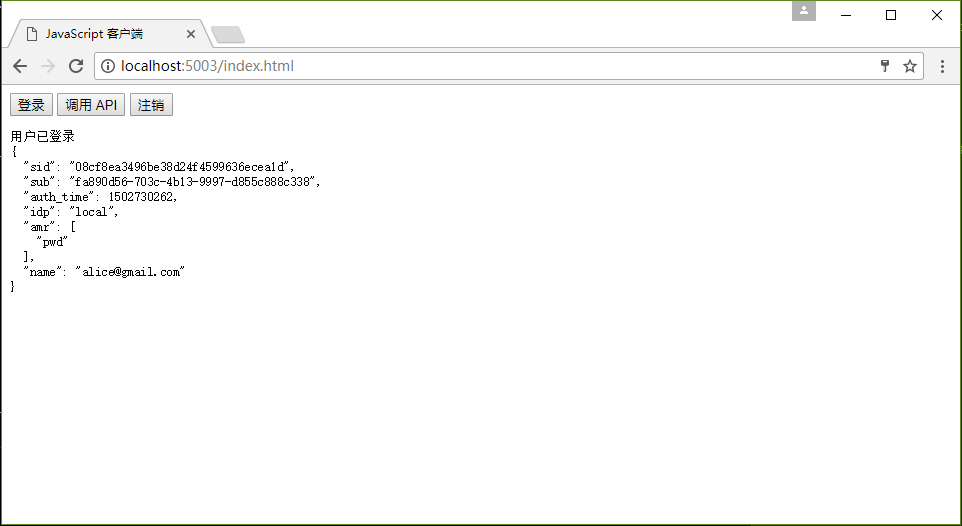 JavaScript 客户端
localhost:5003/index.html
登录 调用 API 注销
用户已登录
{
  "sid": "08cf8ea3496be38d24f4599636ecea1d",
  "sub": "fa890d56-703c-4b13-9997-d855c888c338",
  "auth_time": 1502730262,
  "idp": "local",
  "amr": [
    "pwd"
  ],
  "name": "alice@gmail.com"
}